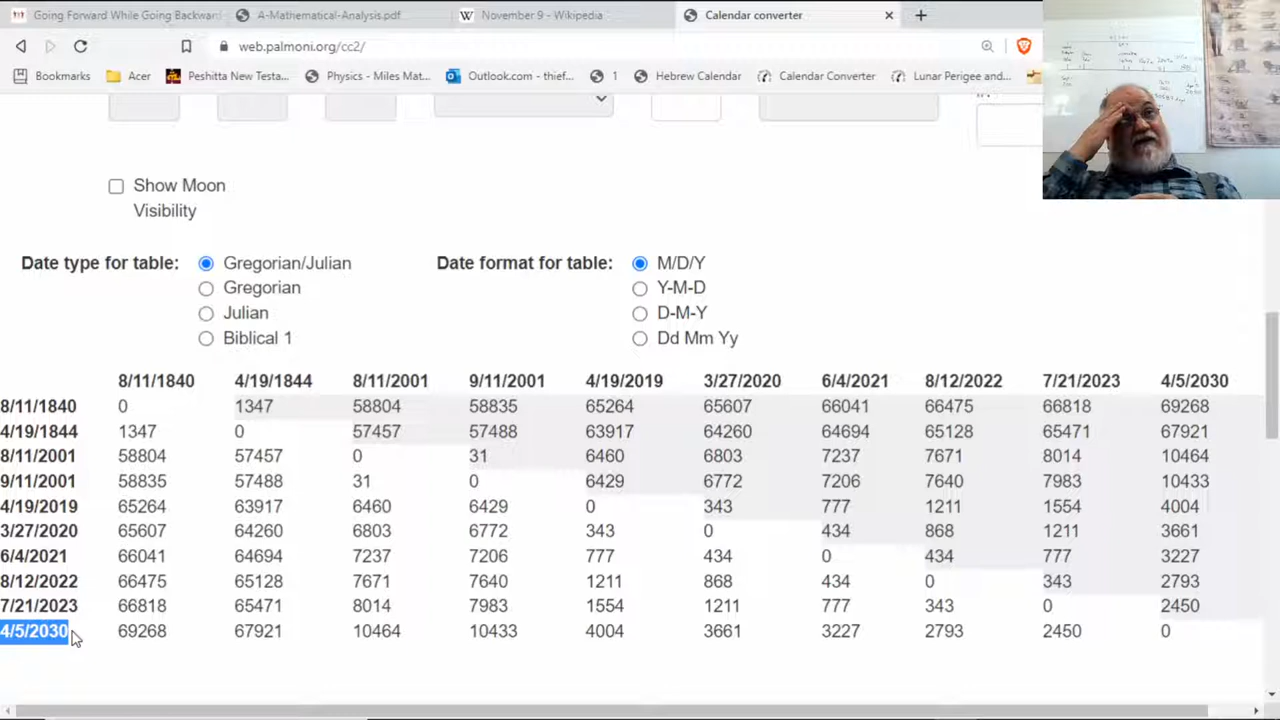 Going Forward While Going Backward
A-Mathematical-Analysis.pdf
November 9 - Wikipedia
Calendar converter
web.palmoni.org/cc2/
Bookmarks
Acer
Peshitta New Testa...
Physics - Miles Mat...
Outlook.com - thief...
1
Hebrew Calendar
Calendar Converter
Lunar Perigee and...
Show Moon
Visibility
Date type for table:
Gregorian/Julian
Gregorian
Julian
Biblical 1
Date format for table:
M/D/Y
Y-M-D
D-M-Y
Dd Mm Yy
8/11/1840 4/19/1844 8/11/2001 9/11/2001 4/19/2019 3/27/2020 6/4/2021 8/12/2022 7/21/2023 4/5/2030
8/11/1840 0 1347 58804 58835 65264 65607 66041 66475 66818 69268
4/19/1844 1347 0 57457 57488 63917 64260 64694 65128 65471 67921
8/11/2001 58804 57457 0 31 6460 6803 7237 7671 8014 10464
9/11/2001 58835 57488 31 0 6429 6772 7206 7640 7983 10433
4/19/2019 65264 63917 6460 6429 0 343 777 1211 1554 4004
3/27/2020 65607 64260 6803 6772 343 0 434 868 1211 3661
6/4/2021 66041 64694 7237 7206 777 434 0 434 777 3227
8/12/2022 66475 65128 7671 7640 1211 868 434 0 343 2793
7/21/2023 66818 65471 8014 7983 1554 1211 777 343 0 2450
4/5/2030 69268 67921 10464 10433 4004 3661 3227 2793 2450 0